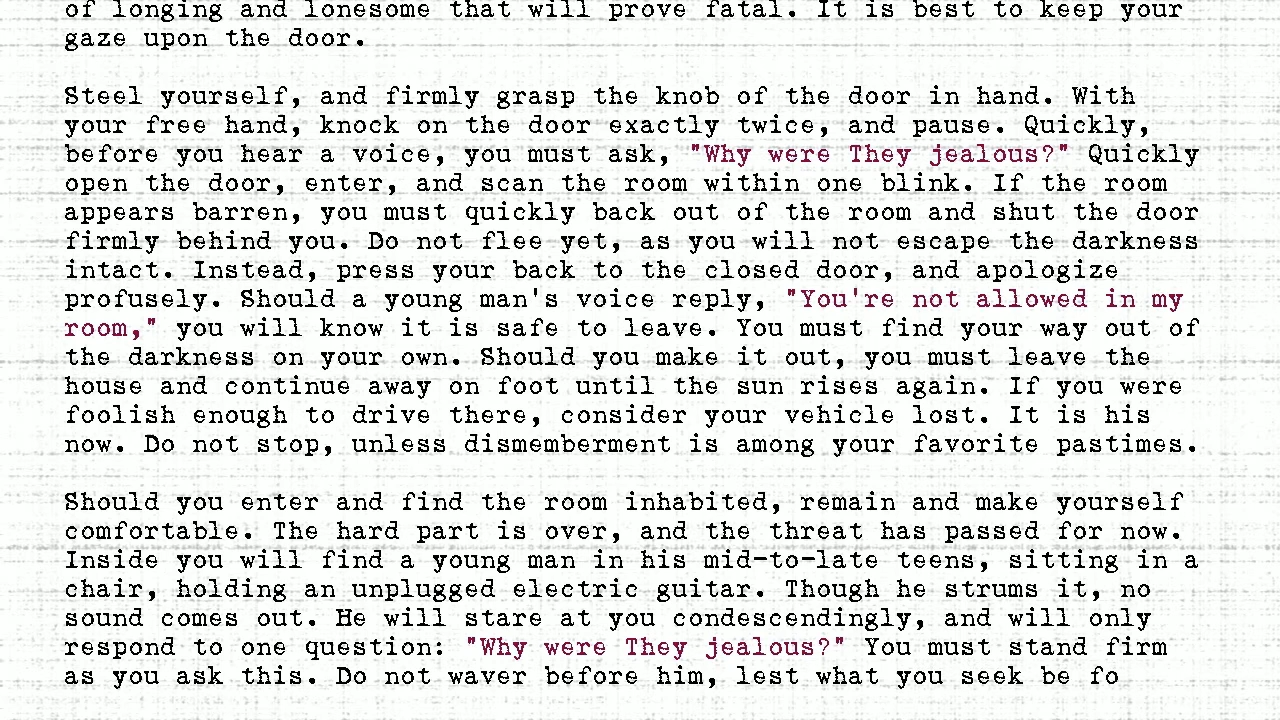 of longing and lonesome that will prove fatal. It is best to keep your
gaze upon the door.
Steel yourself, and firmly grasp the knob of the door in hand. With
your free hand, knock on the door exactly twice, and pause. Quickly,
before you hear a voice, you must ask, "Why were They jealous?" Quickly
open the door, enter, and scan the room within one blink. If the room
appears barren, you must quickly back out of the room and shut the door
firmly behind you. Do not flee yet, as you will not escape the darkness
intact. Instead, press your back to the closed door, and apologize
profusely. Should a young man's voice reply, "You're not allowed in my
room," you will know it is safe to leave. You must find your way out of
the darkness on your own. Should you make it out, you must leave the
house and continue away on foot until the sun rises again. If you were
foolish enough to drive there, consider your vehicle lost. It is his
now. Do not stop, unless dismemberment is among your favorite pastimes.
Should you enter and find the room inhabited, remain and make yourself
comfortable. The hard part is over, and the threat has passed for now.
Inside you will find a young man in his mid-to-late teens, sitting in a
chair, holding an unplugged electric guitar. Though he strums it, no
sound comes out. He will stare at you condescendingly, and will only
respond to one question: "Why were They jealous?" You must stand firm
as you ask this. Do not waver before him, lest what you seek be fo